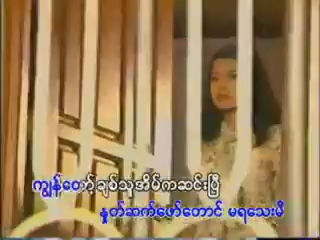 ကျွန်တော့်ချစ်သူအိပ်ကဆင်းပြီ
နှုတ်ဆက်ဖော်တောင် မရသေးမီ